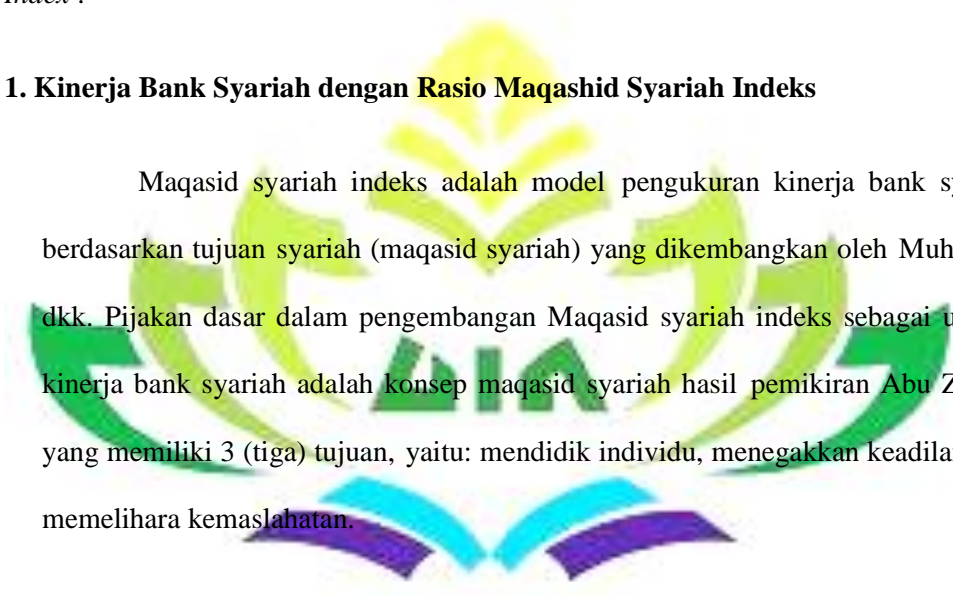 Index .
1. Kinerja Bank Syariah dengan Rasio Maqashid Syariah Indeks
Maqasid syariah indeks adalah model pengukuran kinerja bank
berdasarkan tujuan syariah (maqasid syariah) yang dikembangkan oleh
dkk. Pijakan dasar dalam pengembangan Maqasid syariah indeks sebagai
kinerja bank syariah adalah konsep maqasid syariah hasil pemikiran Abu
yang memiliki 3 (tiga) tujuan, yaitu: mendidik individu, menegakkan
memelihara kemaslahatan.